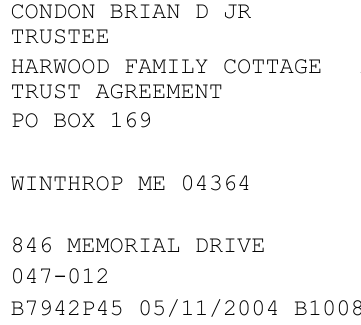 CONDON BRIAN D JR
TRUSTEE
HARWOOD FAMILY COTTAGE
TRUST AGREEMENT
PO BOX 169
WINTHROP ME 04364
846 MEMORIAL DRIVE
047-012
B7942P45 05/11/2004 B1008